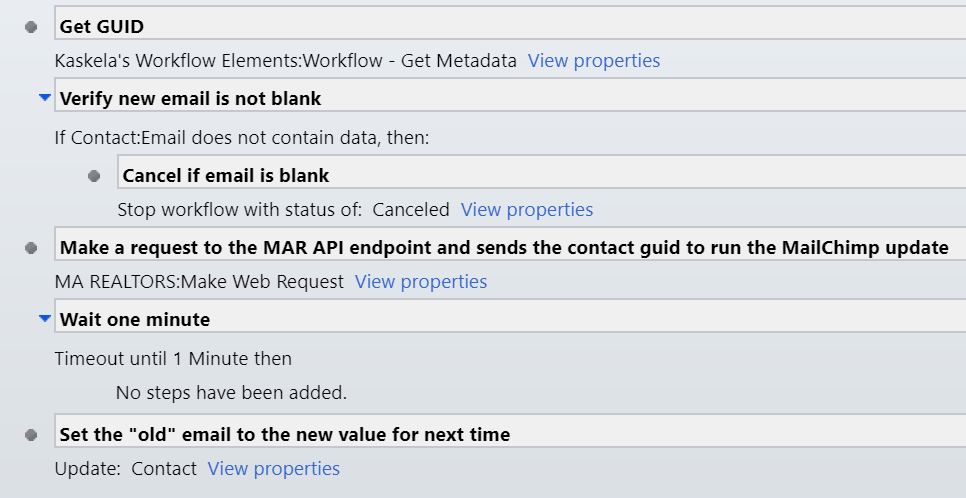 Get GUID
Kaskela's Workflow Elements:Workflow - Get Metadata View properties
Verify new email is not blank
If Contact:Email does not contain data, then:
Cancel if email is blank
Stop workflow with status of: Canceled View properties
Make a request to the MAR API endpoint and sends the contact guid to run the MailChimp update
MA REALTORS:Make Web Request View properties
Wait one minute
Timeout until 1 Minute then
No steps have been added.
Set the "old" email to the new value for next time
Update: Contact View properties